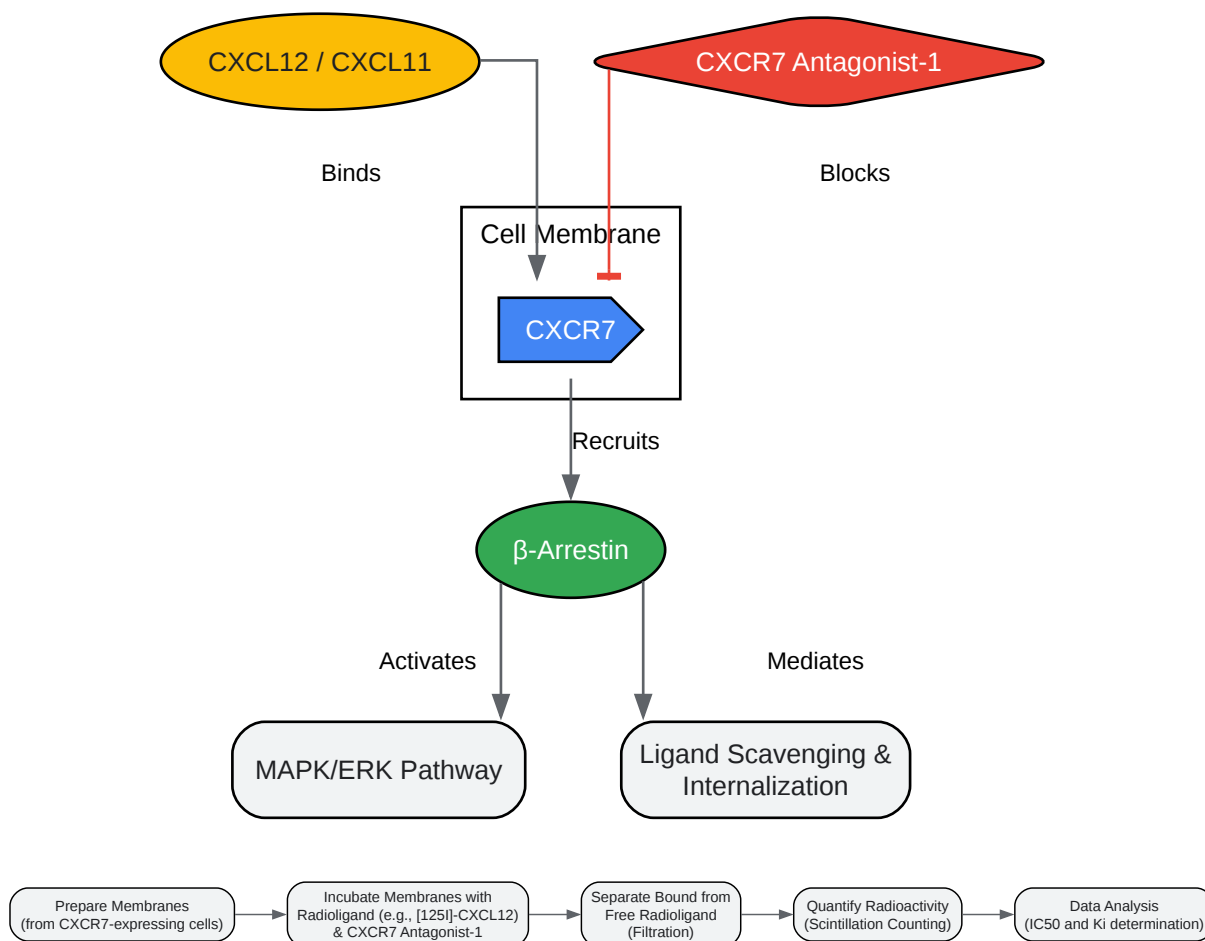 CXCL12 / CXCL11
CXCR7 Antagonist-1
Binds
Blocks
Cell Membrane
CXCR7
Recruits
β-Arrestin
Activates
Mediates
MAPK/ERK Pathway
Ligand Scavenging &
Internalization
Prepare Membranes
(from CXCR7-expressing cells)
Incubate Membranes with
Radioligand (e.g., [125I]-CXCL12)
& CXCR7 Antagonist-1
Separate Bound from
Free Radioligand
(Filtration)
Quantify Radioactivity
(Scintillation Counting)
Data Analysis
(IC50 and Ki determination)